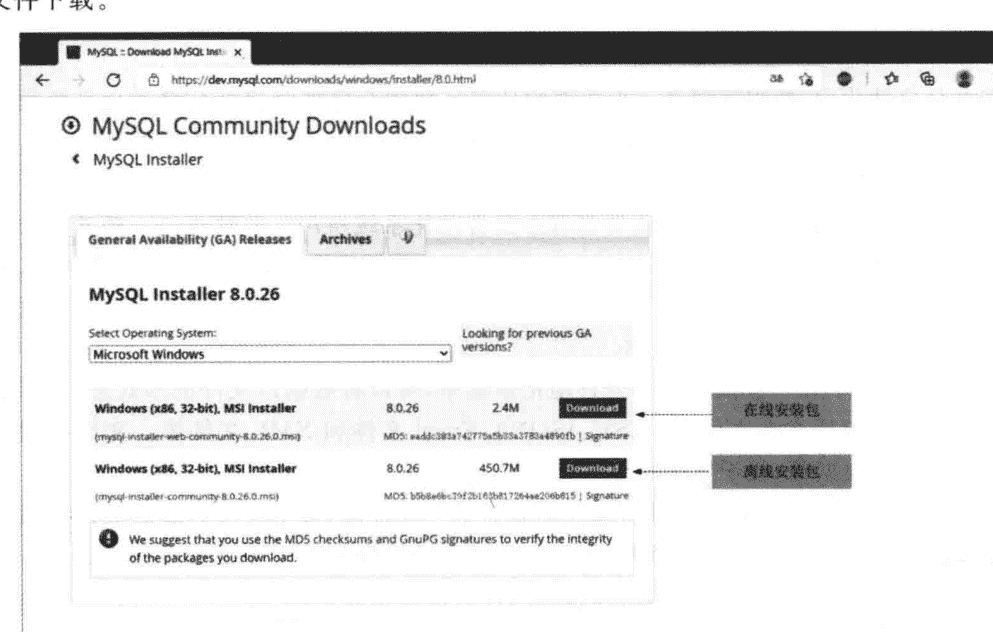 文件下载。
MySQL :: Download MySQL Inst
https://dev.mysql.com/downloads/windows/installer/8.0.html
MySQL Community Downloads
MySQL Installer
General Availability (GA) Releases
Archives
MySQL Installer 8.0.26
Select Operating System:
Looking for previous GA
versions?
Microsoft Windows
Windows (x86, 32-bit), MSI Installer 8.0.26 2.4M Download 在线安装包
(mysql-installer-web-community-8.0.26.0.msi) MD5: | Signature
Windows (x86, 32-bit), MSI Installer 8.0.26 450.7M Download 离线安装包
(mysql-installer-community-8.0.26.0.msi) MD5: | Signature
We suggest that you use the MD5 checksums and GnuPG signatures to verify the integrity
of the packages you download.